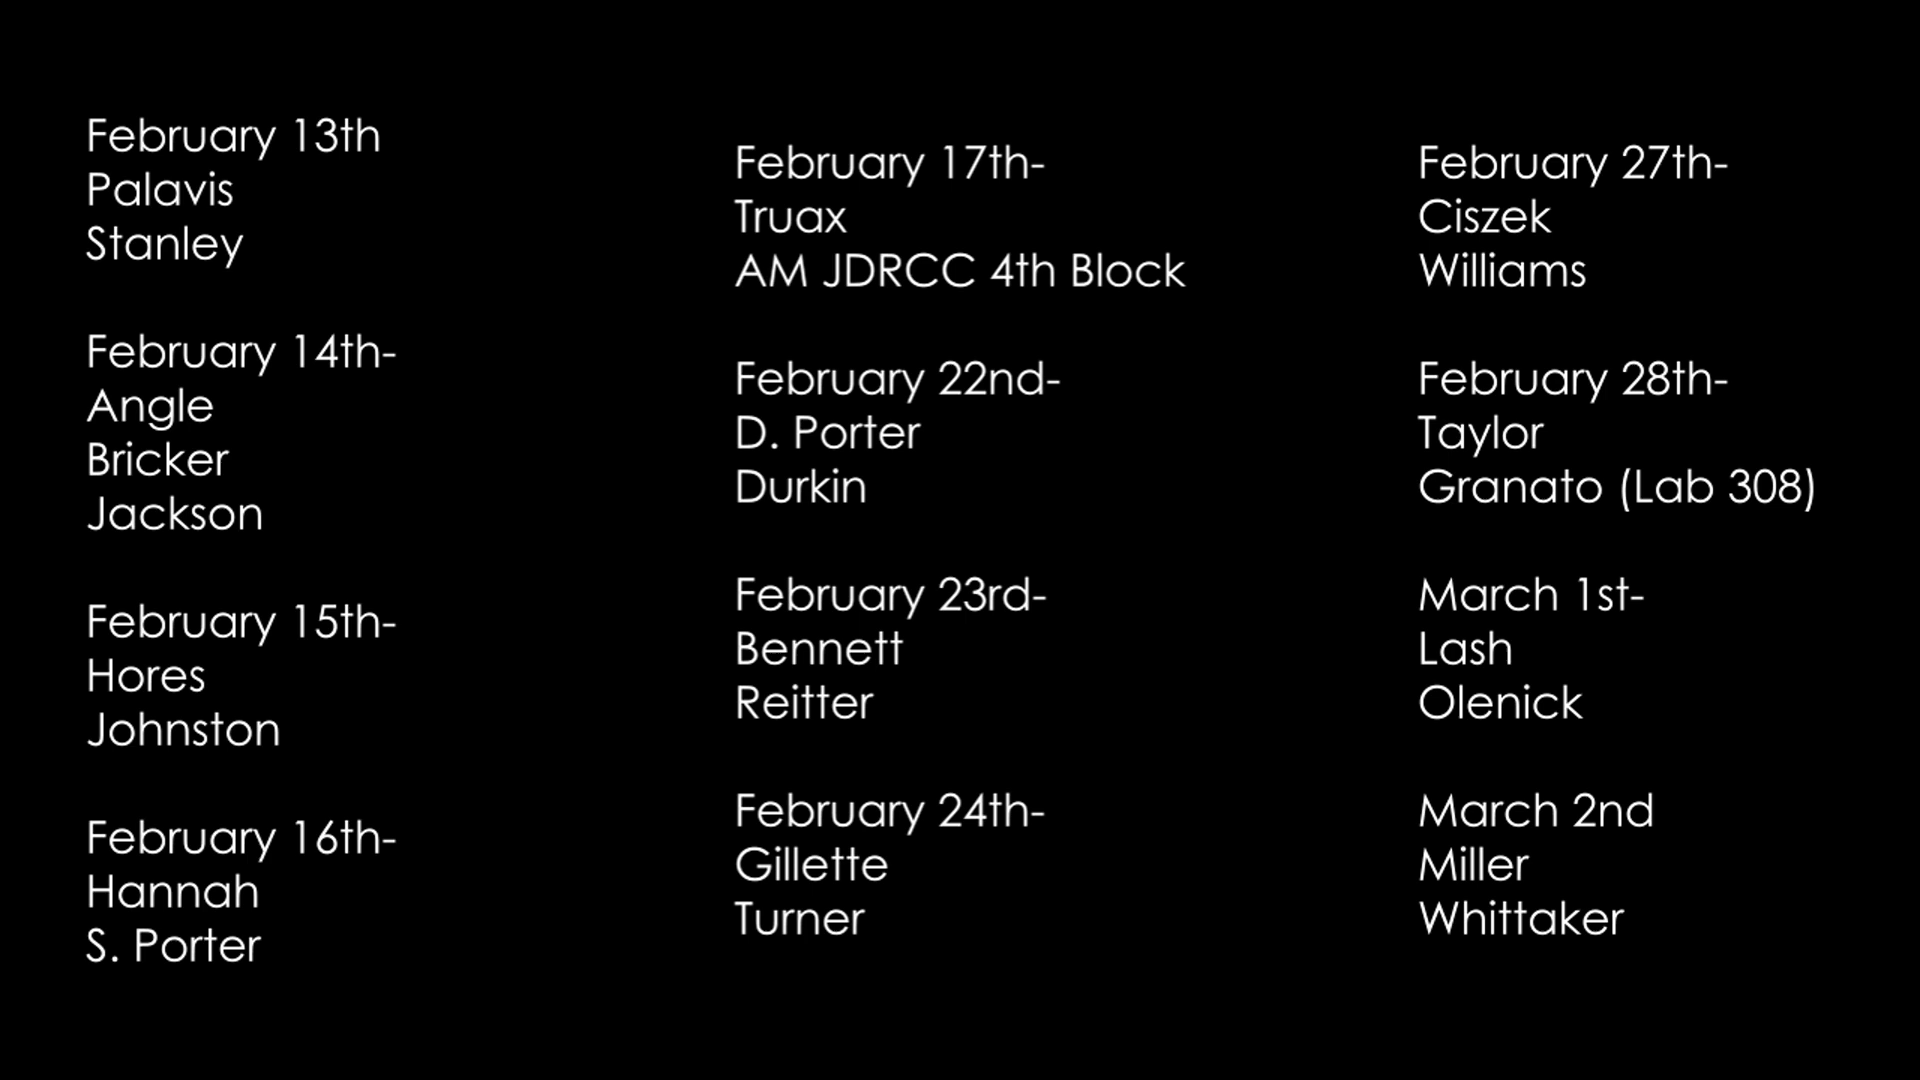 February 13th
Palavis
Stanley
February 14th-
Angle
Bricker
Jackson
February 15th-
Hores
Johnston
February 16th-
Hannah
S. Porter
February 17th-
Truax
AM JDRCC 4th Block
February 22nd-
D. Porter
Durkin
February 23rd-
Bennett
Reitter
February 24th-
Gillette
Turner
February 27th-
Ciszek
Williams
February 28th-
Taylor
Granato (Lab 308)
March 1st-
Lash
Olenick
March 2nd
Miller
Whittaker